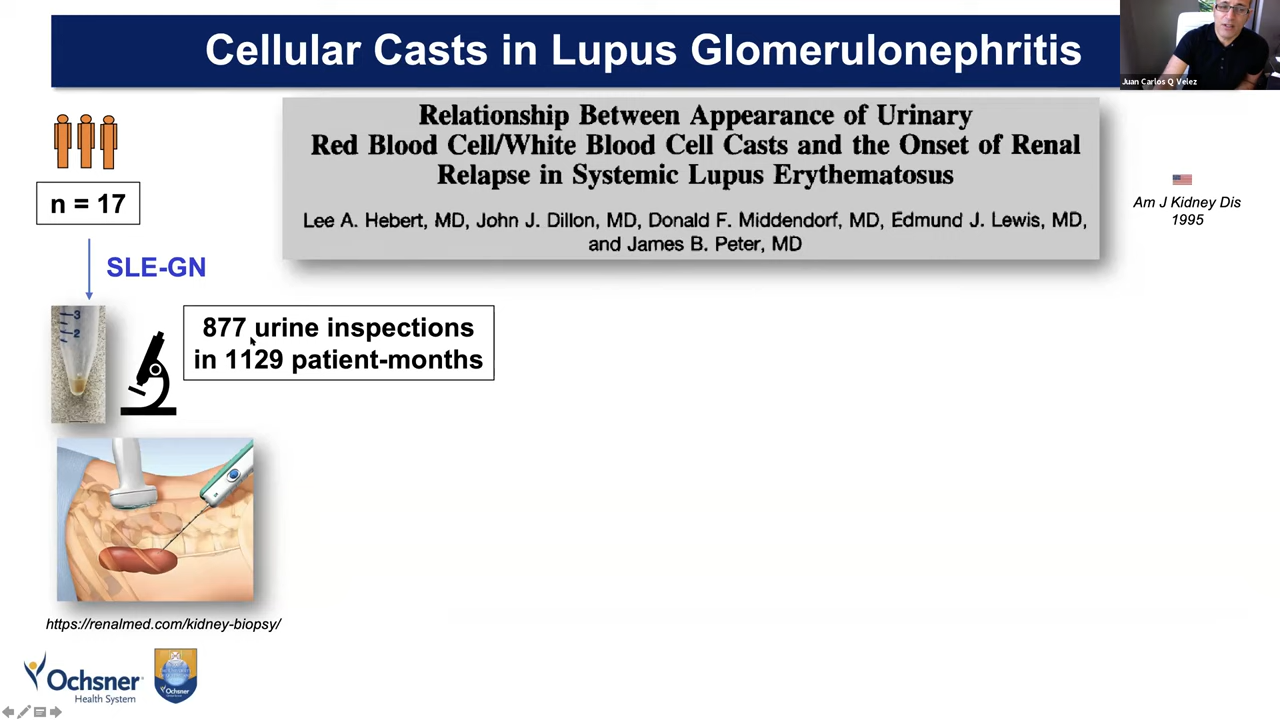 Cellular Casts in Lupus Glomerulonephritis
Juan Carlos Q Velez
n = 17
SLE-GN
Relationship Between Appearance of Urinary
Red Blood Cell/White Blood Cell Casts and the Onset of Renal
Relapse in Systemic Lupus Erythematosus
Lee A. Hebert, MD, John J. Dillon, MD, Donald F. Middendorf, MD, Edmund J. Lewis, MD,
and James B. Peter, MD
Am J Kidney Dis
1995
3
2
877 urine inspections
in 1129 patient-months
https://renalmed.com/kidney-biopsy/
Ochsner
Health System
Ochsner